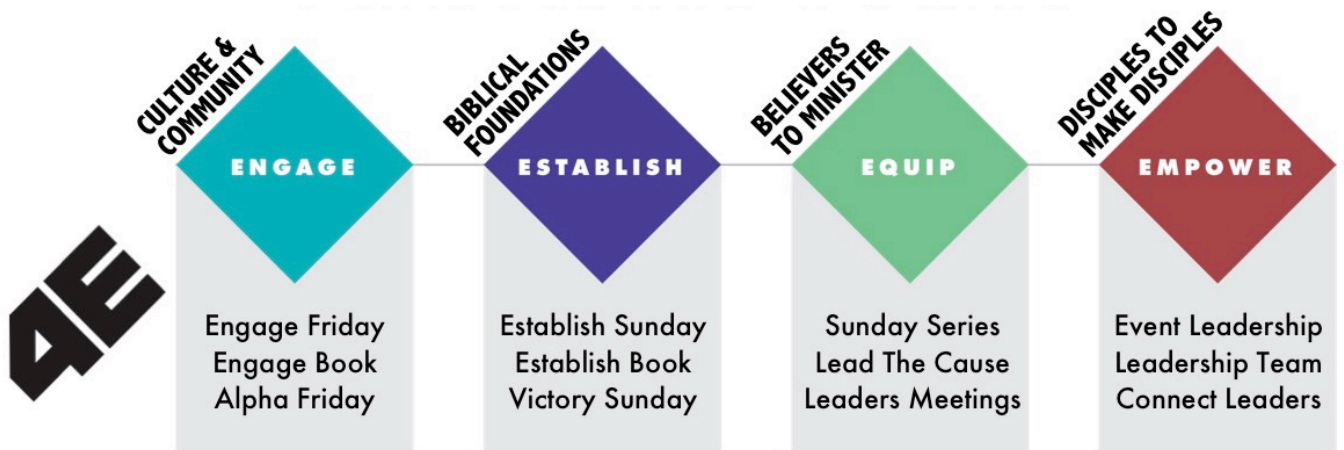 CULTURE &
COMMUNITY
ENGAGE
Engage Friday
Engage Book
Alpha Friday
BIBLICAL
FOUNDATIONS
ESTABLISH
Establish Sunday
Establish Book
Victory Sunday
BELIEVERS
TO MINISTER
EQUIP
Sunday Series
Lead The Cause
Leaders Meetings
DISCIPLES TO
MAKE DISCIPLES
EMPOWER
Event Leadership
Leadership Team
Connect Leaders
4E